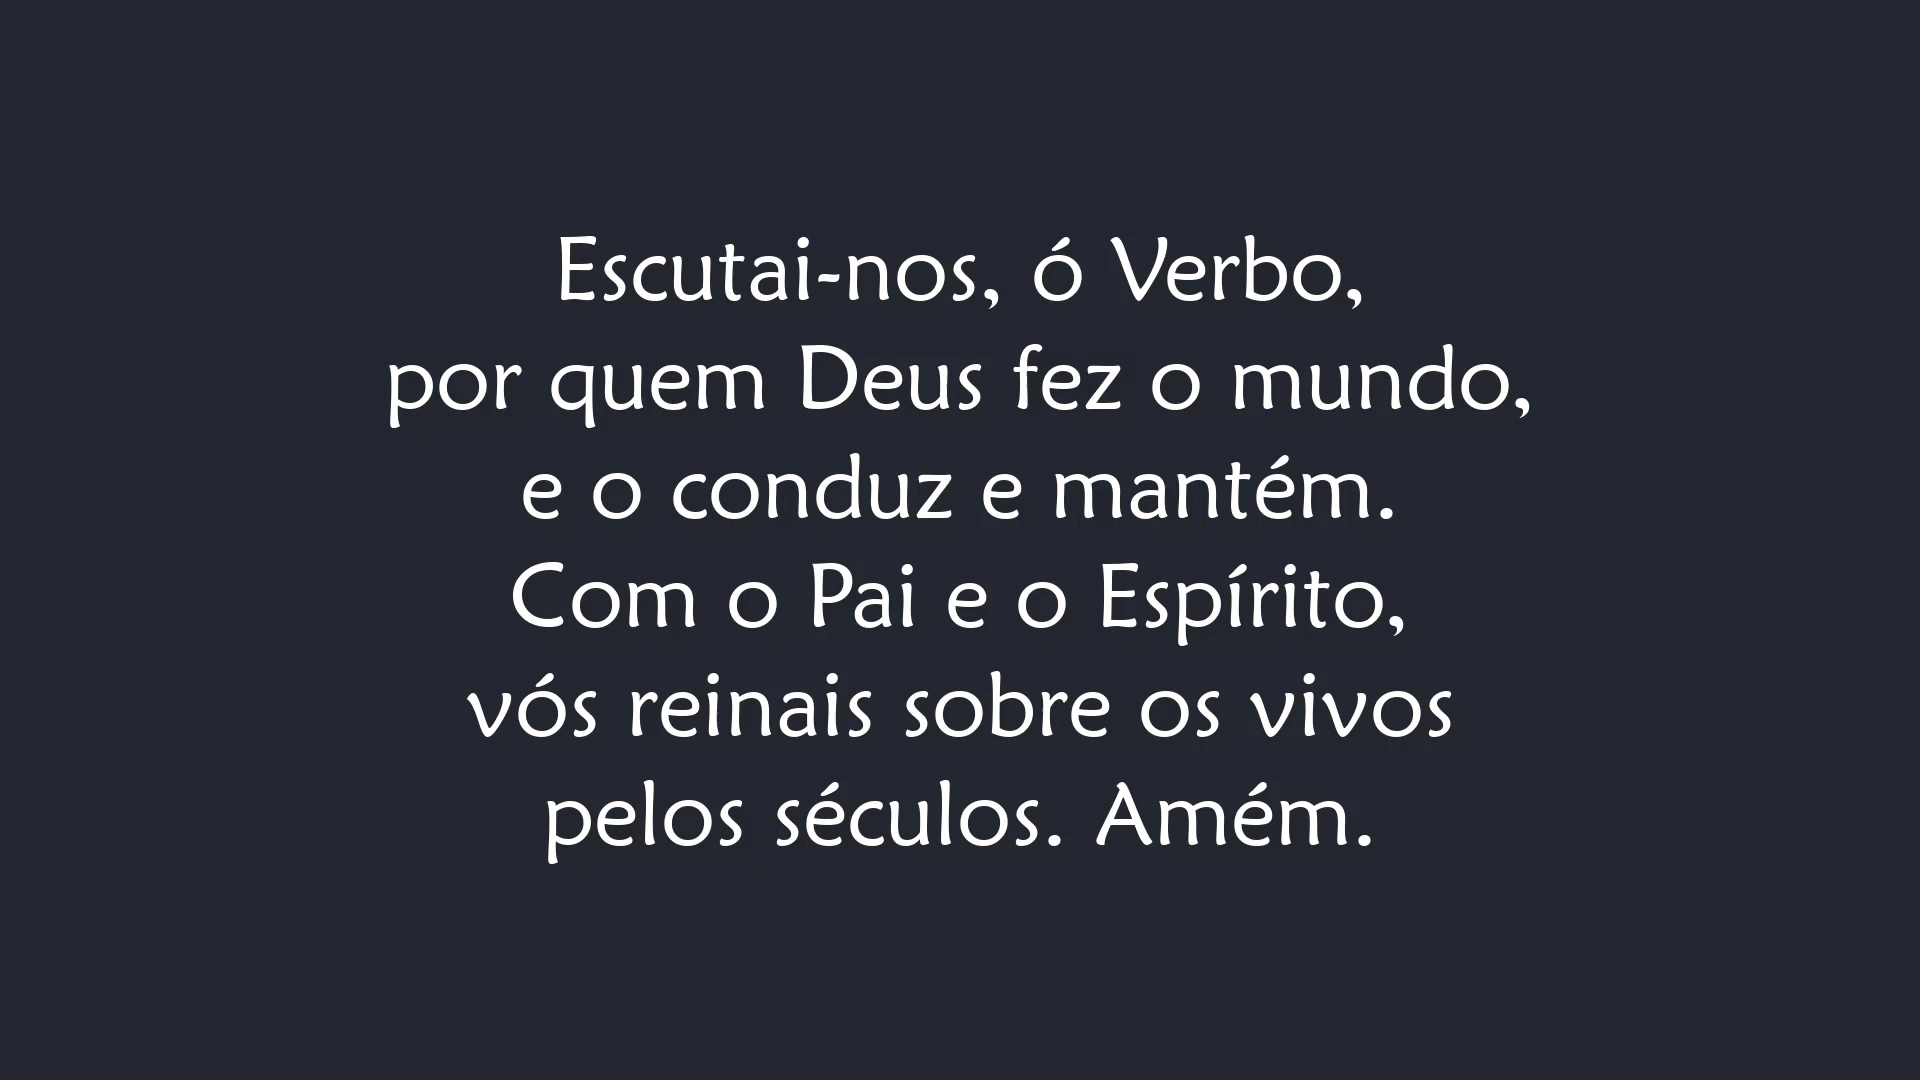 Escutai-nos, ó Verbo,
por quem Deus fez o mundo,
e o conduz e mantém.
Com o Pai e o Espírito,
vós reinais sobre os vivos
pelos séculos. Amém.